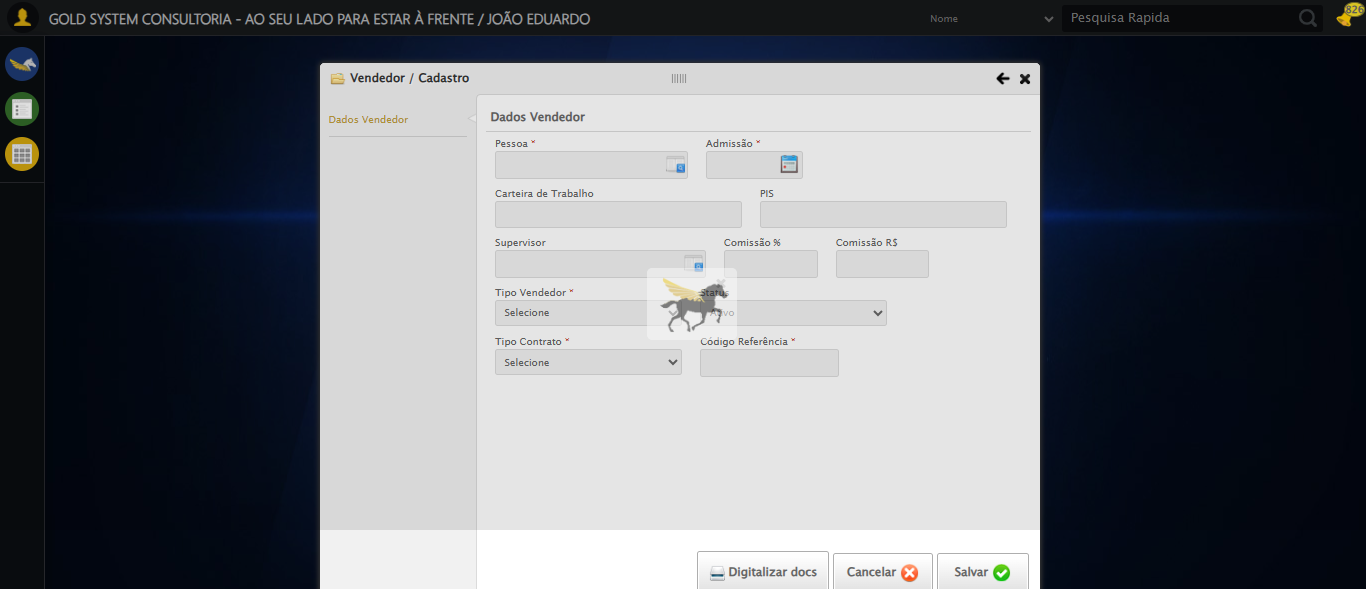 GOLD SYSTEM CONSULTORIA - AO SEU LADO PARA ESTAR À FRENTE / JOÃO EDUARDO
Nome
Pesquisa Rapida
826
Vendedor / Cadastro
Dados Vendedor
Dados Vendedor
Pessoa *
Admissão *
Carteira de Trabalho
PIS
Supervisor
Comissão %
Comissão R$
Tipo Vendedor *
Status
Selecione
Ativo
Tipo Contrato *
Código Referência *
Selecione
Digitalizar docs
Cancelar
Salvar